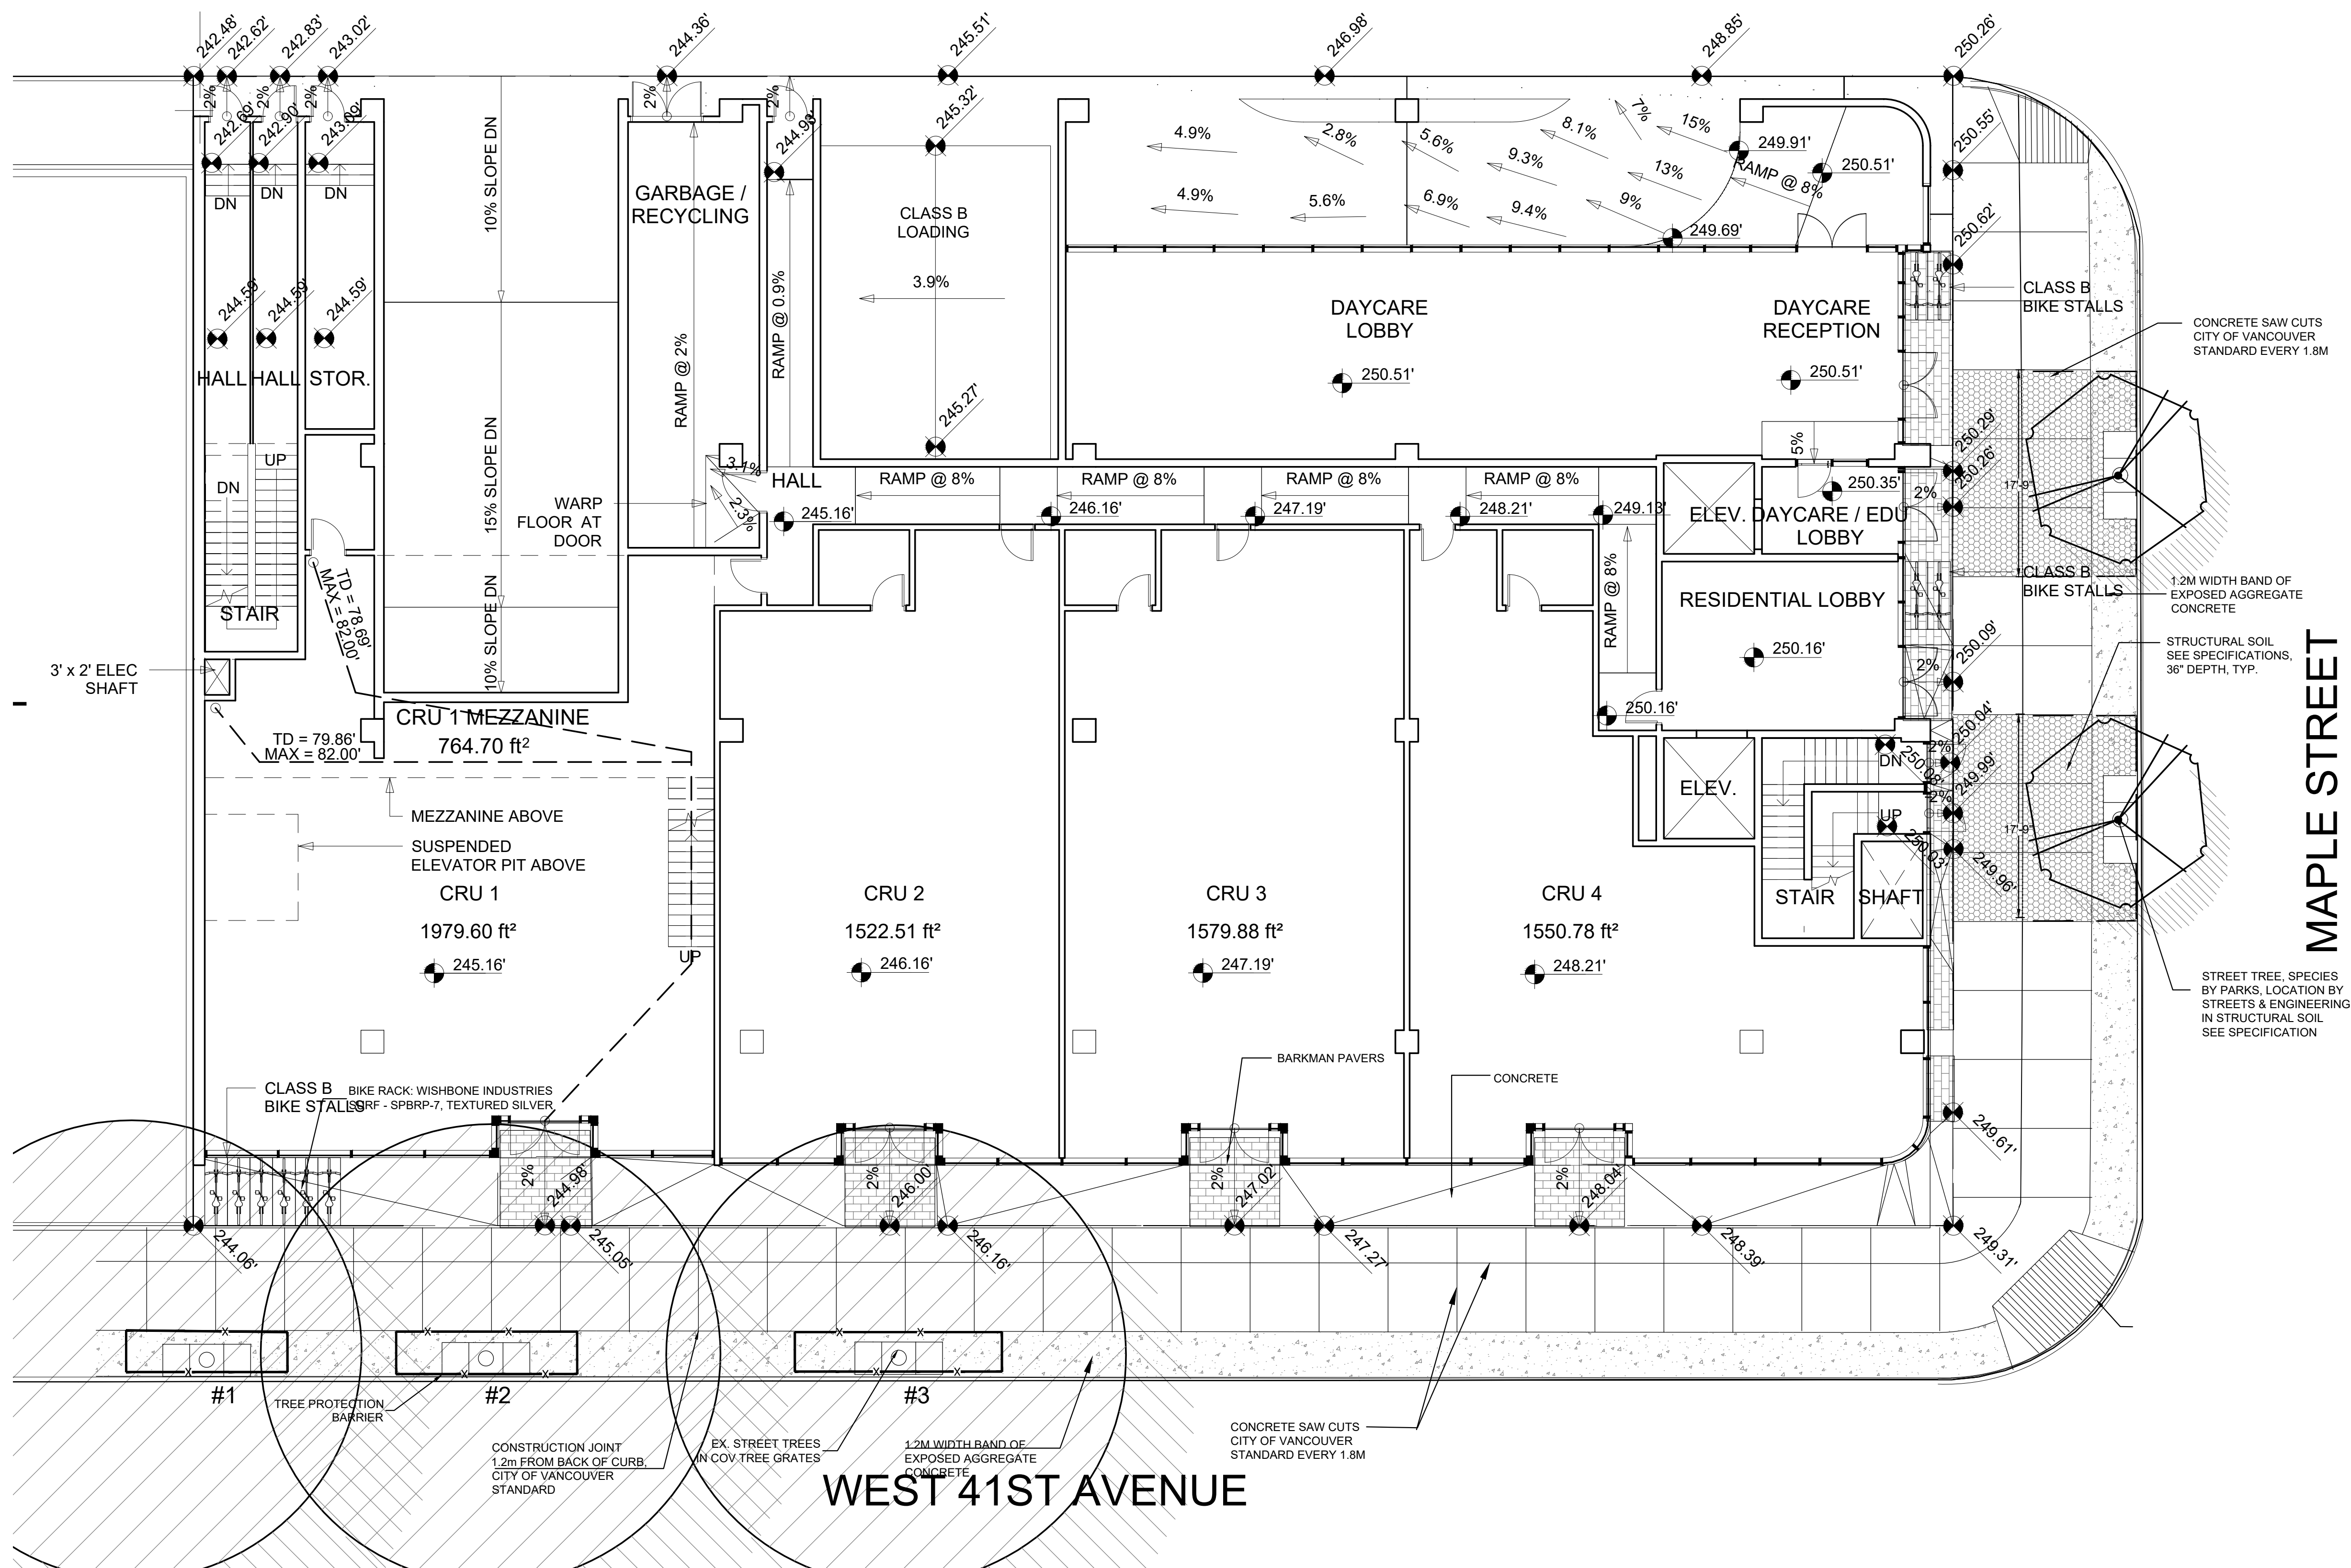 242.48'
242.62'
242.83'
243.02'
244.36'
245.51'
246.98'
248.85'
250.26'
2%
2%
2%
2%
2%
242.69'
242.90'
243.09'
244.93'
245.32'
DN
DN
DN
10% SLOPE DN
GARBAGE /
RECYCLING
CLASS B
LOADING
3.9%
4.9%
2.8%
5.6%
8.1%
7%
15%
9.3%
13%
4.9%
5.6%
6.9%
9.4%
9%
249.91'
RAMP @ 8%
250.51'
249.69'
250.55'
250.62'
244.59'
244.59'
244.59'
HALL
HALL
STOR.
RAMP @ 2%
RAMP @ 0.9%
245.27'
DAYCARE
LOBBY
250.51'
DAYCARE
RECEPTION
250.51'
CLASS B
BIKE STALLS
CONCRETE SAW CUTS
CITY OF VANCOUVER
STANDARD EVERY 1.8M
UP
DN
STAIR
15% SLOPE DN
10% SLOPE DN
WARP
FLOOR AT
DOOR
3.1%
2.3%
HALL
245.16'
RAMP @ 8%
RAMP @ 8%
RAMP @ 8%
RAMP @ 8%
246.16'
247.19'
248.21'
249.13'
RAMP @ 8%
5%
250.35'
ELEV.
DAYCARE / EDU
LOBBY
2%
250.29'
250.26'
17'-9"
CLASS B
BIKE STALLS
1.2M WIDTH BAND OF
EXPOSED AGGREGATE
CONCRETE
RESIDENTIAL LOBBY
250.16'
250.16'
2%
250.09'
STRUCTURAL SOIL
SEE SPECIFICATIONS,
36" DEPTH, TYP.
MAPLE STREET
3' x 2' ELEC
SHAFT
TD = 78.69'
MAX = 82.00'
TD = 79.86'
MAX = 82.00'
CRU 1 MEZZANINE
764.70 ft²
MEZZANINE ABOVE
SUSPENDED
ELEVATOR PIT ABOVE
CRU 1
1979.60 ft²
245.16'
UP
CRU 2
1522.51 ft²
246.16'
CRU 3
1579.88 ft²
247.19'
CRU 4
1550.78 ft²
248.21'
ELEV.
DN
UP
STAIR
SHAFT
250.08'
250.03'
2%
2%
250.04'
249.99'
249.96'
17'-9"
STREET TREE, SPECIES
BY PARKS, LOCATION BY
STREETS & ENGINEERING
IN STRUCTURAL SOIL
SEE SPECIFICATION
CLASS B
BIKE STALLS
BIKE RACK: WISHBONE INDUSTRIES
SPBRP-7, TEXTURED SILVER
BARKMAN PAVERS
CONCRETE
2%
2%
2%
2%
244.98'
246.00'
247.02'
248.04'
249.61'
244.06'
245.05'
246.16'
247.27'
248.39'
249.31'
X X X X X X X X X X
#1
#2
#3
TREE PROTECTION
BARRIER
CONSTRUCTION JOINT
1.2m FROM BACK OF CURB,
CITY OF VANCOUVER
STANDARD
EX. STREET TREES
IN COV TREE GRATES
1.2M WIDTH BAND OF
EXPOSED AGGREGATE
CONCRETE
CONCRETE SAW CUTS
CITY OF VANCOUVER
STANDARD EVERY 1.8M
WEST 41ST AVENUE